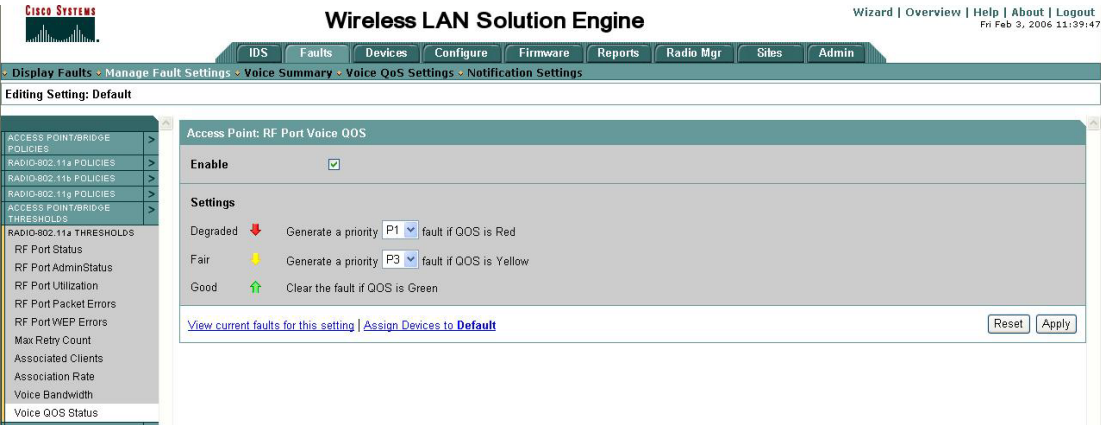 CISCO SYSTEMS
Wireless LAN Solution Engine
Wizard | Overview | Help | About | Logout
Fri Feb 3, 2006 11:39:47
IDS Faults Devices Configure Firmware Reports Radio Mgr Sites Admin
Display Faults Manage Fault Settings Voice Summary Voice QoS Settings Notification Settings
Editing Setting: Default
ACCESS POINT/BRIDGE
POLICIES >
RADIO-802.11a POLICIES >
RADIO-802.11b POLICIES >
RADIO-802.11g POLICIES >
ACCESS POINT/BRIDGE
THRESHOLDS >
RADIO-802.11a THRESHOLDS
RF Port Status
RF Port AdminStatus
RF Port Utilization
RF Port Packet Errors
RF Port WEP Errors
Max Retry Count
Associated Clients
Association Rate
Voice Bandwidth
Voice QOS Status
Access Point: RF Port Voice QOS
Enable
Settings
Degraded Generate a priority P1 fault if QOS is Red
Fair Generate a priority P3 fault if QOS is Yellow
Good Clear the fault if QOS is Green
View current faults for this setting | Assign Devices to Default
Reset Apply